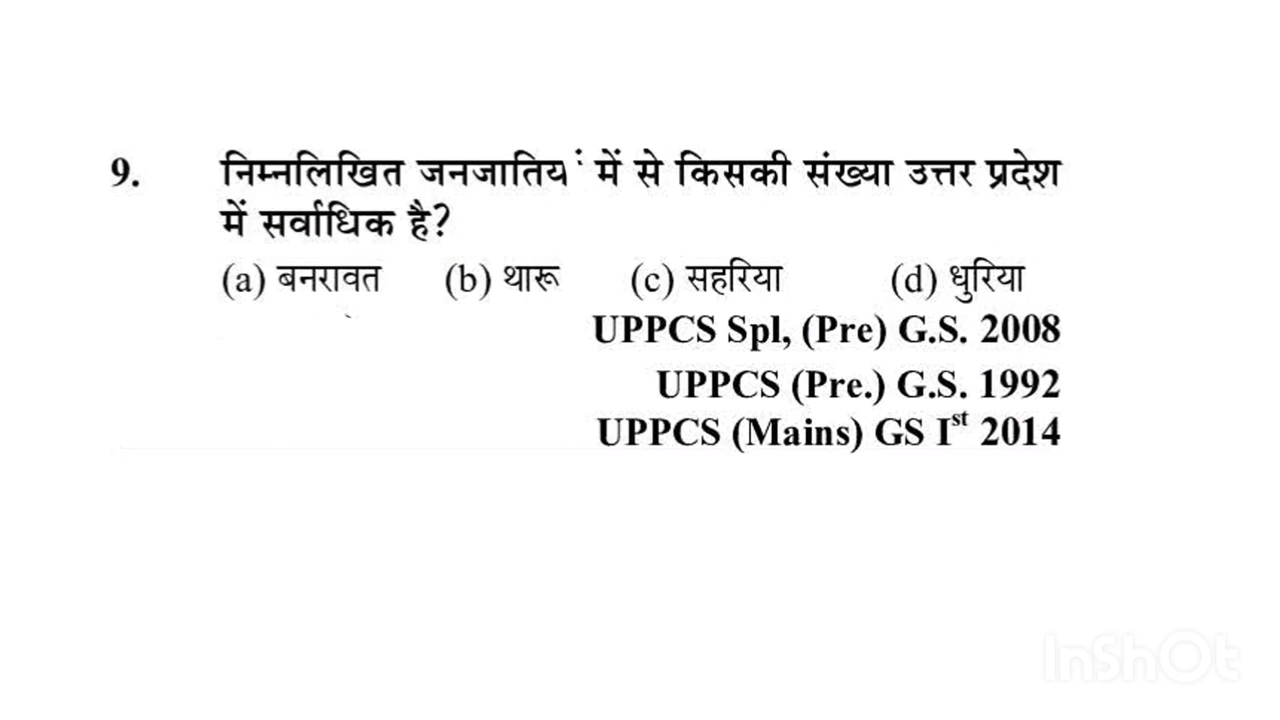 9. निम्नलिखित जनजातियों में से किसकी संख्या उत्तर प्रदेश
में सर्वाधिक है?
(a) बनरावत (b) थारू (c) सहरिया (d) धुरिया
UPPCS Spl, (Pre) G.S. 2008
UPPCS (Pre.) G.S. 1992
UPPCS (Mains) GS Ist 2014
InShOt